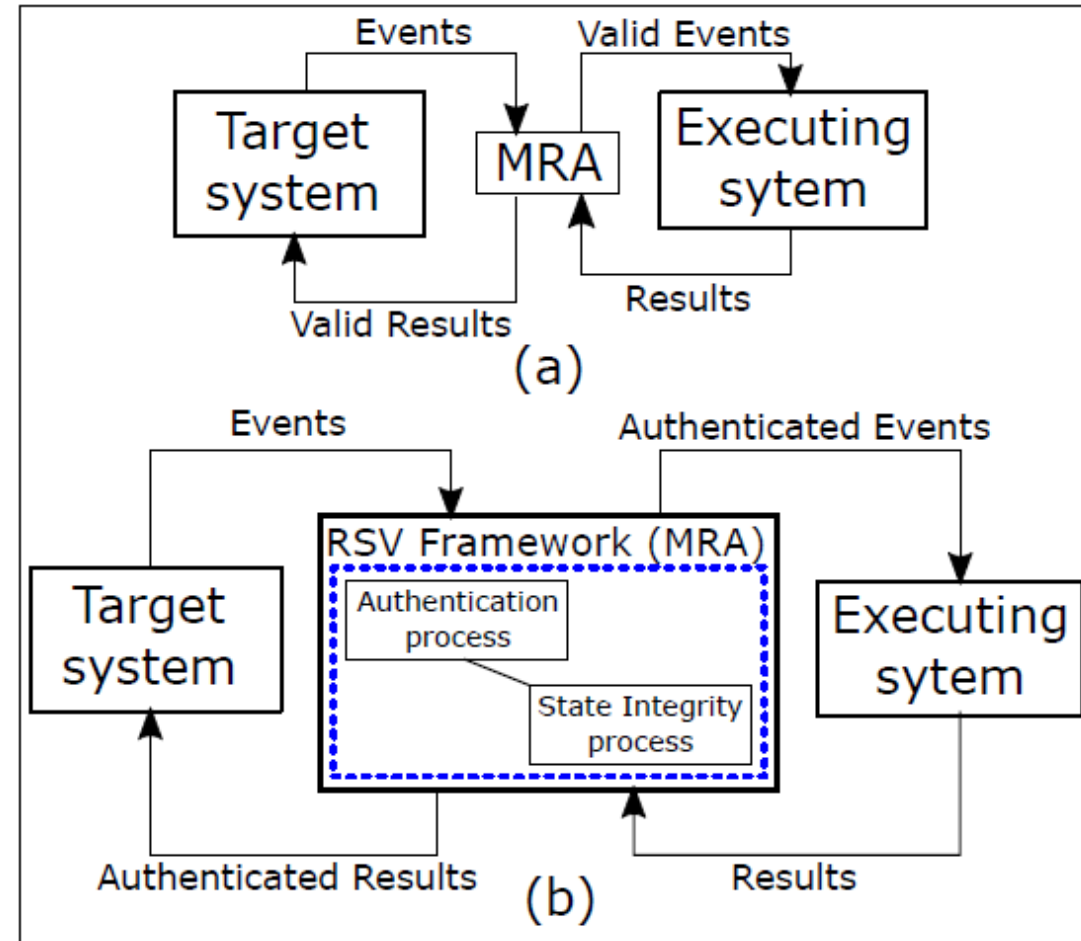 Events
Valid Events
Target
system
MRA
Executing
sytem
Valid Results
Results
(a)
Events
Authenticated Events
RSV Framework (MRA)
Target
system
Authentication
process
State Integrity
process
Executing
sytem
Authenticated Results
Results
(b)